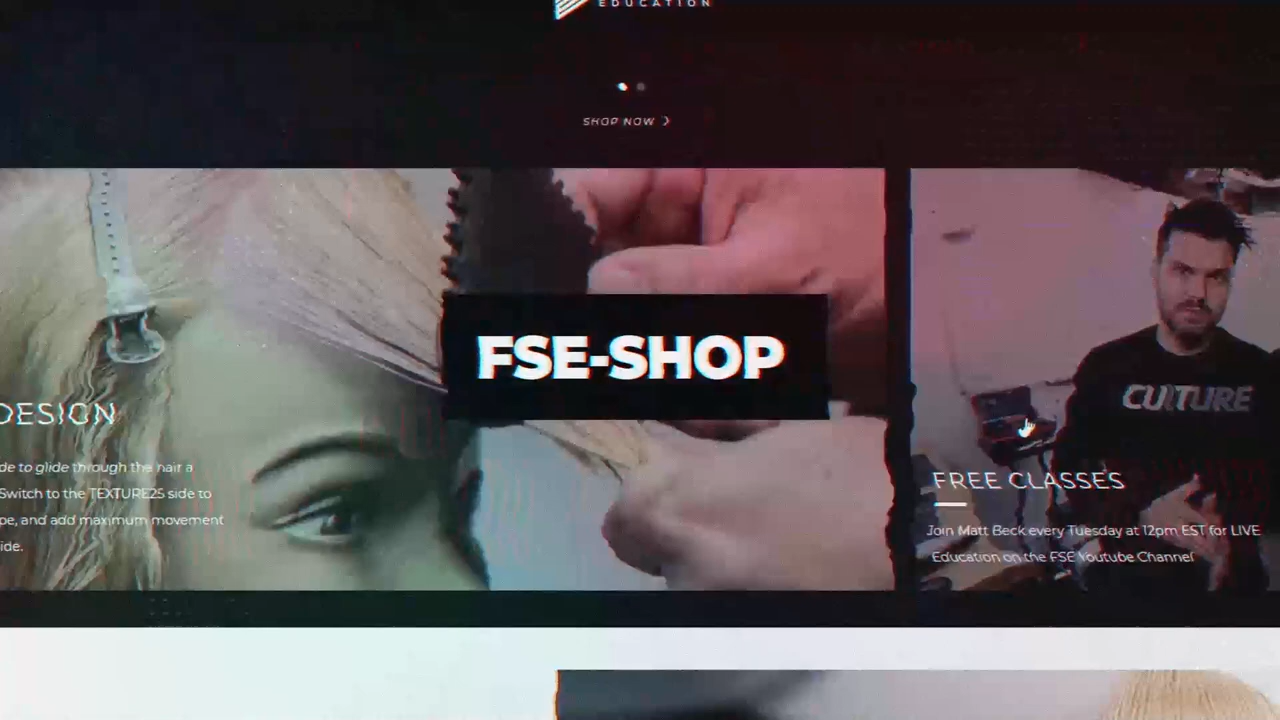 EDUCATION
SHOP NOW
FSE-SHOP
DESIGN
de to glide through the hair a
Switch to the TEXTURE25 side to
pe, and add maximum movement
ide.
CULTURE
FREE CLASSES
Join Matt Beck every Tuesday at 12pm EST for LIVE
Education on the FSE Youtube Channel